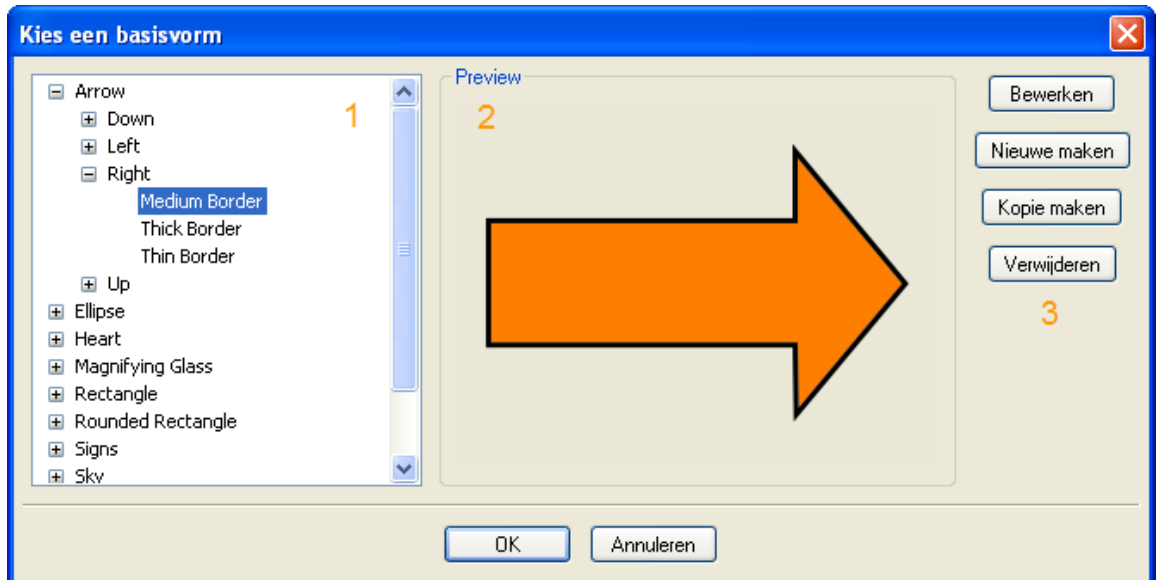 Kies een basisvorm
Arrow
Down
Left
Right
Medium Border
Thick Border
Thin Border
Up
Ellipse
Heart
Magnifying Glass
Rectangle
Rounded Rectangle
Signs
Sky
1
Preview
2
Bewerken
Nieuwe maken
Kopie maken
Verwijderen
3
OK
Annuleren